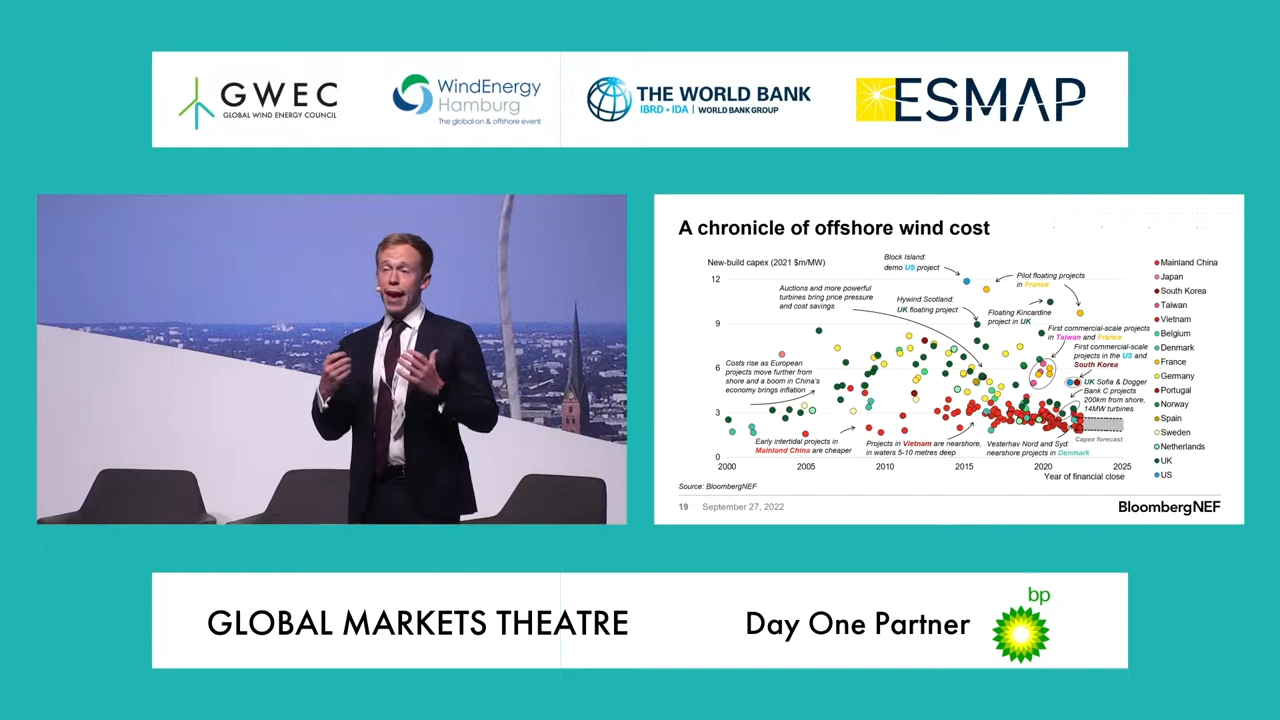 GWEC
GLOBAL WIND ENERGY COUNCIL
WindEnergy
Hamburg
The global on & offshore event
THE WORLD BANK
IBRD • IDA | WORLD BANK GROUP
ESMAP
A chronicle of offshore wind cost
New-build capex (2021 $m/MW)
12
9
6
3
0
2000
2005
2010
2015
2020
2025
Year of financial close
Block Island:
demo US project
Pilot floating projects
in France
Auctions and more powerful
turbines bring price pressure
and cost savings
Hywind Scotland:
UK floating project
Floating Kincardine
project in UK
First commercial-scale projects
in Taiwan and France
First commercial-scale
projects in the US and
South Korea
Costs rise as European
projects move further from
shore and a boom in China's
economy brings inflation
UK Sofia & Dogger
Bank C projects
200km from shore,
14MW turbines
Capex forecast
Early intertidal projects in
Mainland China are cheaper
Projects in Vietnam are nearshore,
in waters 5-10 metres deep
Vesterhav Nord and Syd:
nearshore projects in Denmark
Mainland China
Japan
South Korea
Taiwan
Vietnam
Belgium
Denmark
France
Germany
Portugal
Norway
Spain
Sweden
Netherlands
UK
US
Source: BloombergNEF
19 September 27, 2022
BloombergNEF
GLOBAL MARKETS THEATRE
Day One Partner
bp